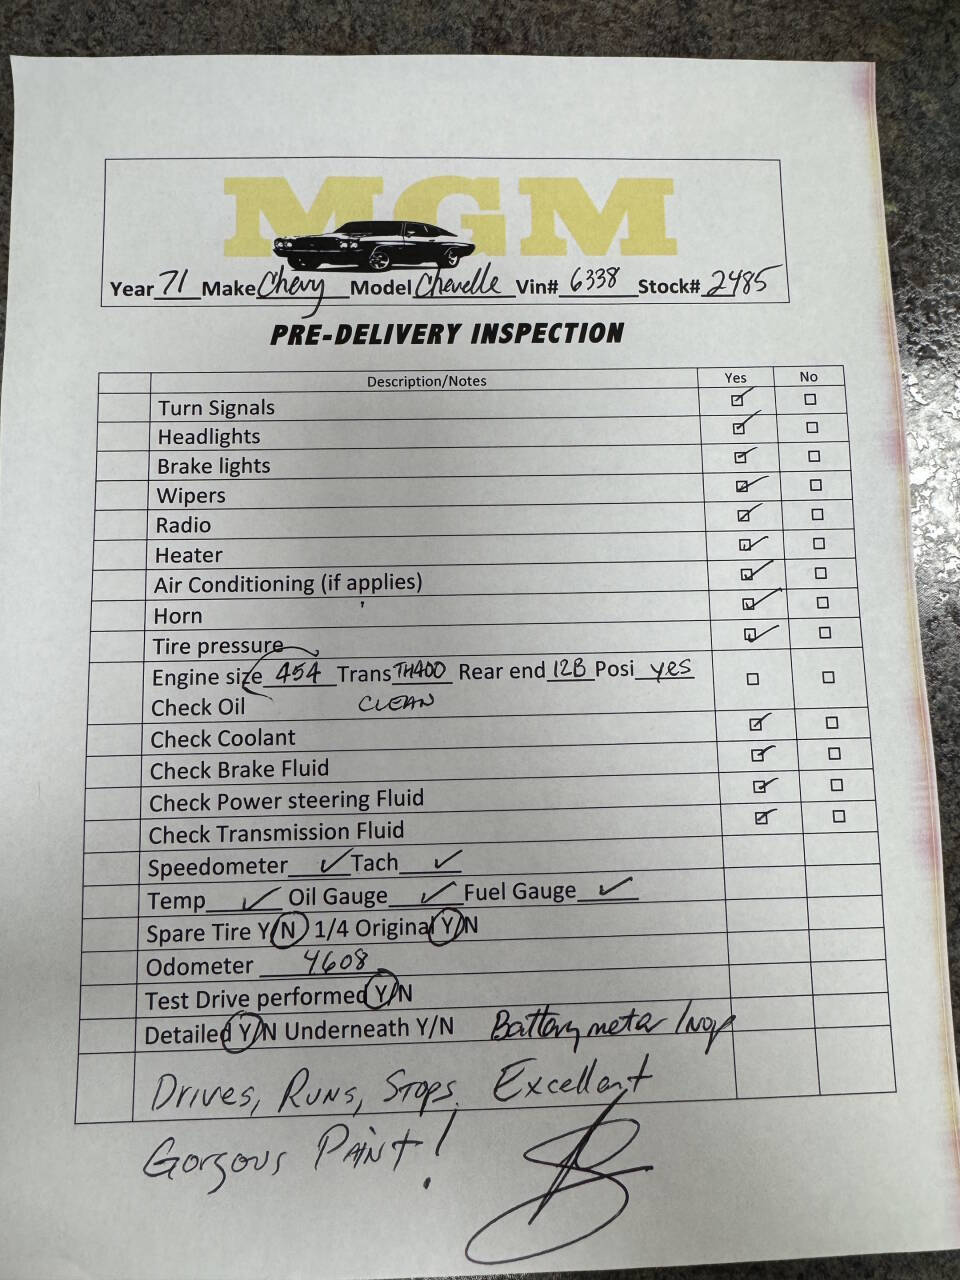 MGM
Year 71 Make Chevy Model Chevelle Vin# 6338 Stock# 2485
PRE-DELIVERY INSPECTION
Description/Notes Yes No
Turn Signals
Headlights
Brake lights
Wipers
Radio
Heater
Air Conditioning (if applies)
Horn
Tire pressure
Engine size 454 Trans TH400 Rear end 12B Posi yes
Check Oil CLEAN
Check Coolant
Check Brake Fluid
Check Power steering Fluid
Check Transmission Fluid
Speedometer ✓ Tach ✓
Temp ✓ Oil Gauge ✓ Fuel Gauge ✓
Spare Tire Y/N 1/4 Original Y/N
Odometer 4608
Test Drive performed Y/N
Detailed Y/N Underneath Y/N Battery meter Inop
Drives, Runs, Stops, Excellent
Gorgous Paint!